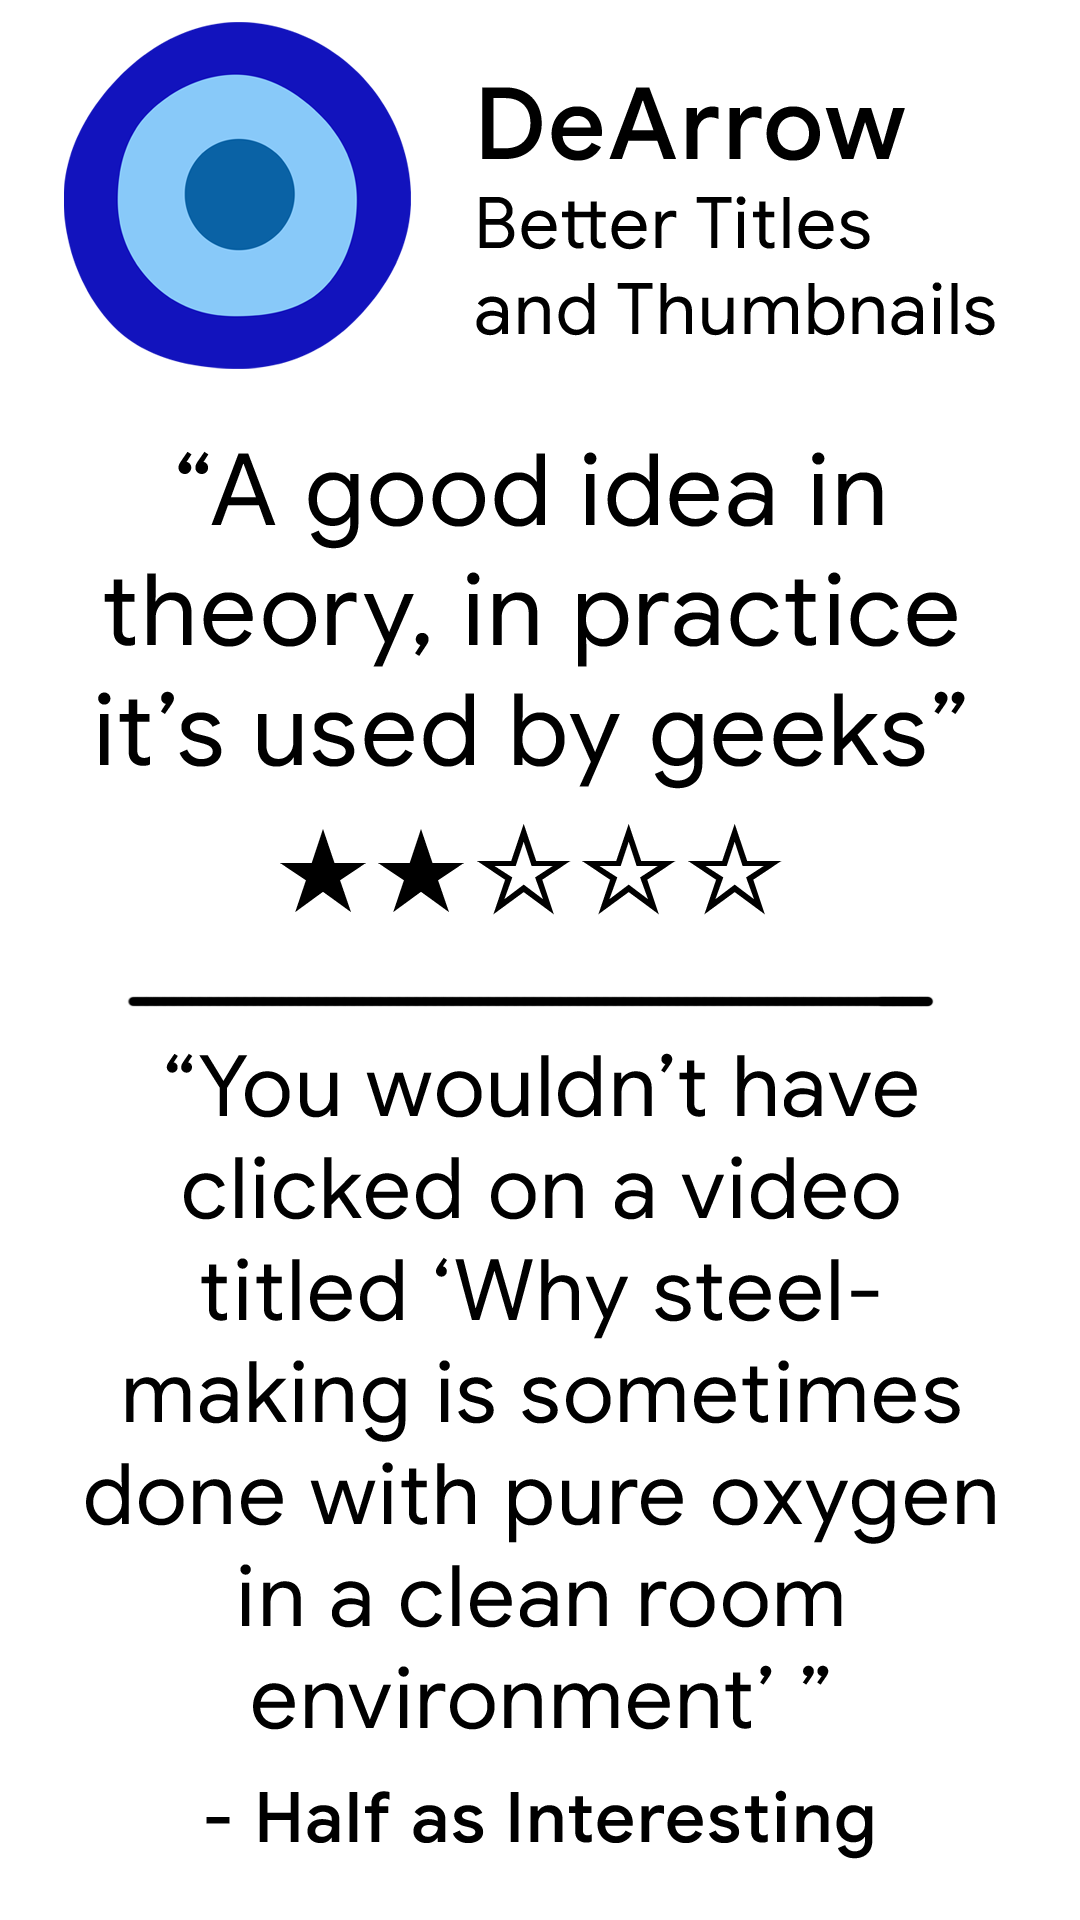 DeArrow
Better Titles
and Thumbnails
“A good idea in
theory, in practice
it’s used by geeks”
★★☆☆☆
“You wouldn’t have
clicked on a video
titled ‘Why steel-
making is sometimes
done with pure oxygen
in a clean room
environment’ ”
- Half as Interesting